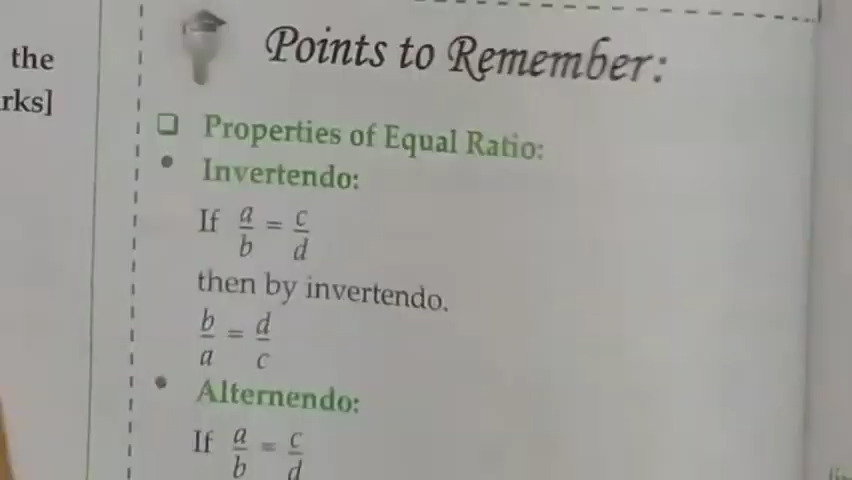 the
rks]
Points to Remember:
❑ Properties of Equal Ratio:
• Invertendo:
If a/b = c/d
then by invertendo.
b/a = d/c
• Alternendo:
If a/b = c/d